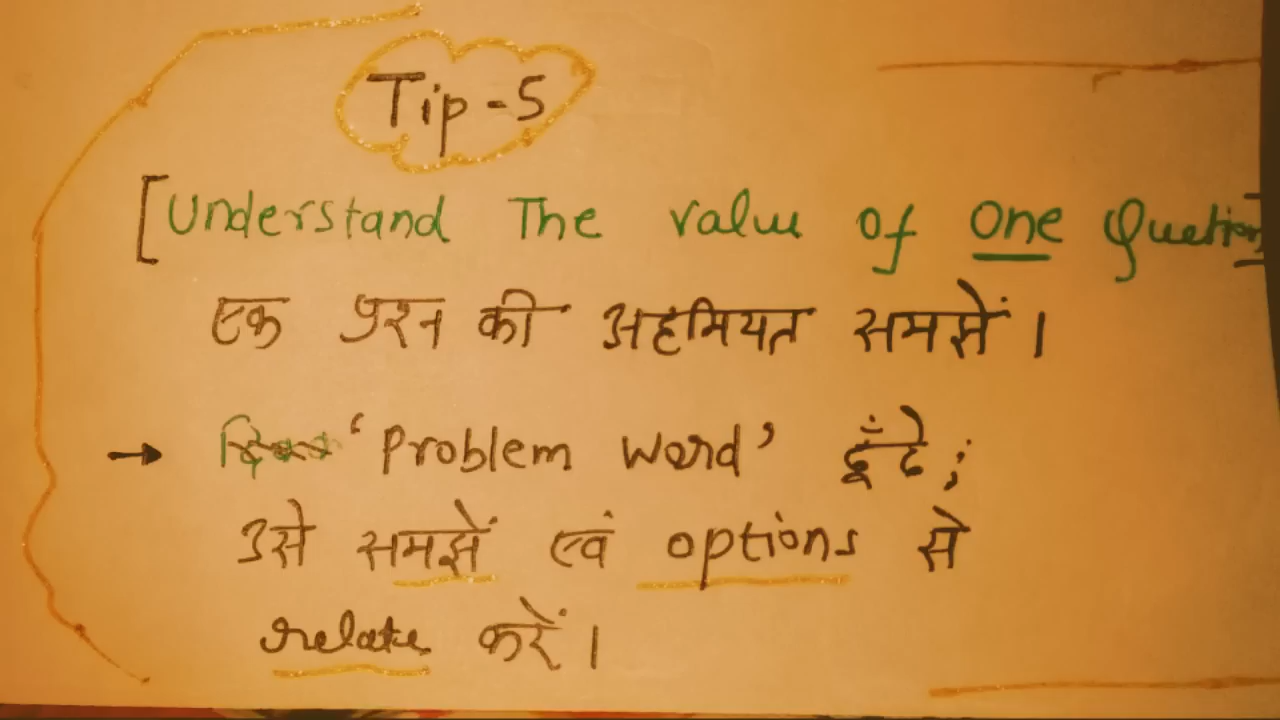 Tip-5
[Understand The value of One Question]
एक प्रश्न की अहमियत समझें।
→ 'Problem Word' ढूँढे;
उसे समझें एवं options से
relate करें।